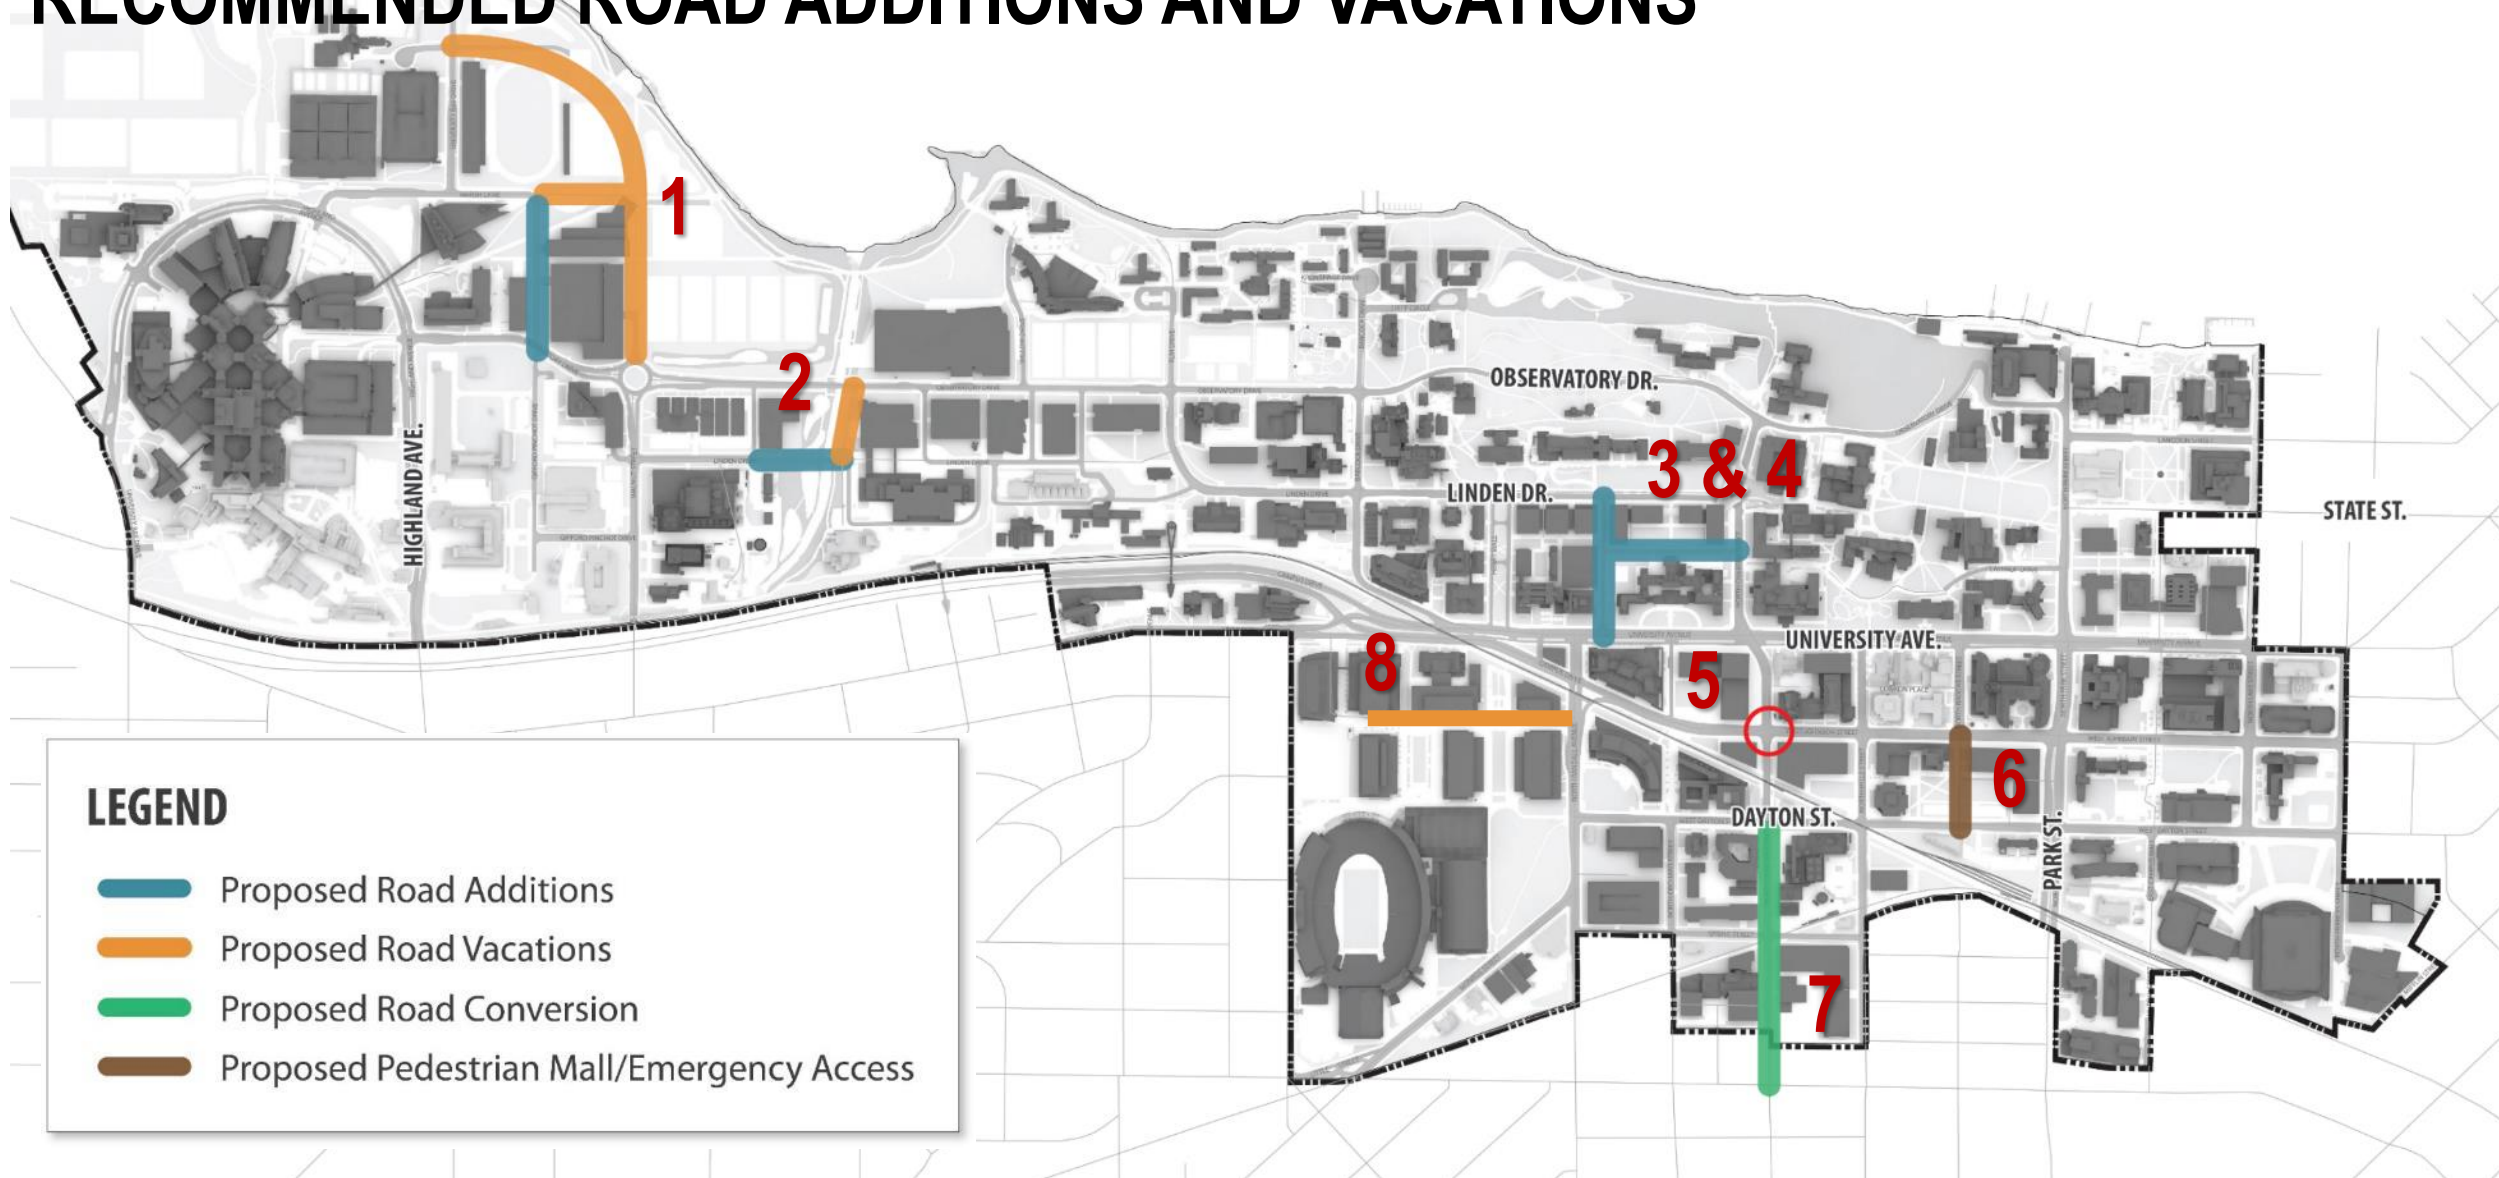 RECOMMENDED ROAD ADDITIONS AND VACATIONS
1
2
OBSERVATORY DR.
3 & 4
HIGHLAND AVE.
LINDEN DR.
STATE ST.
UNIVERSITY AVE.
8
5
6
DAYTON ST.
PARK ST.
7
LEGEND
Proposed Road Additions
Proposed Road Vacations
Proposed Road Conversion
Proposed Pedestrian Mall/Emergency Access